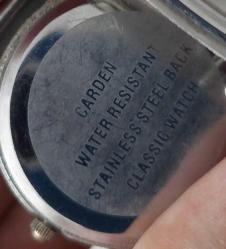 CARDEN
WATER RESISTANT
STAINLESS STEEL BACK
CLASSIC WATCH